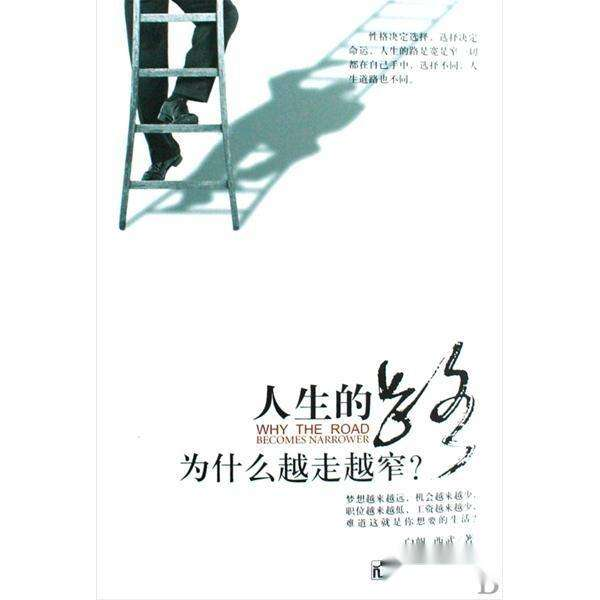 性格决定选择，选择决定
命运，人生的路是宽是窄一切
都在自己手中，选择不同，人
生道路也不同。
人生的路
WHY THE ROAD
BECOMES NARROWER
为什么越走越窄？
梦想越来越远、机会越来越少，
职位越来越低、工资越来越少，
难道这就是你想要的生活？
著